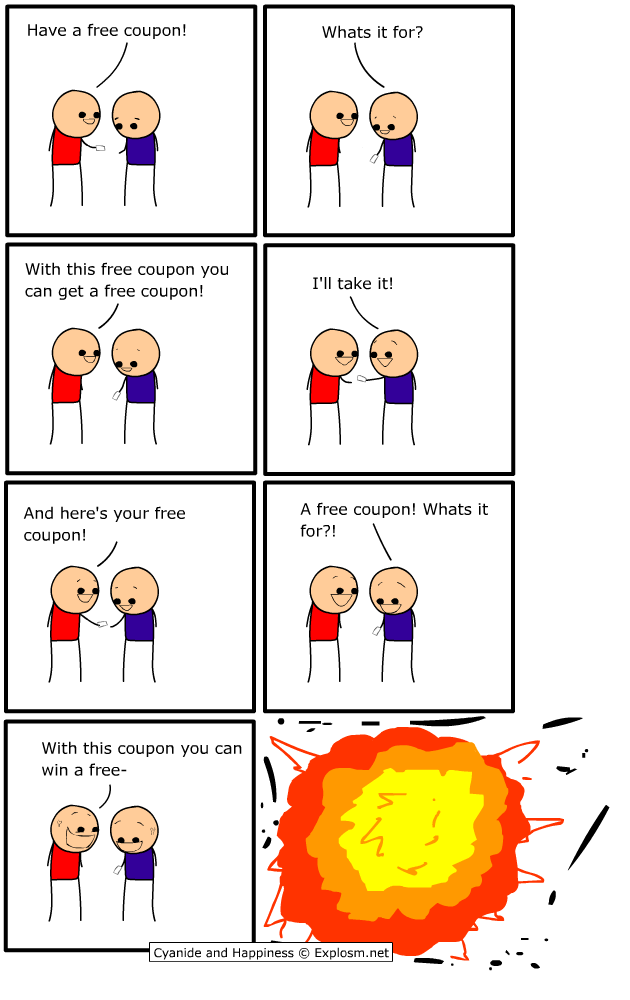 Have a free coupon!
Whats it for?
With this free coupon you
can get a free coupon!
I'll take it!
And here's your free
coupon!
A free coupon! Whats it
for?!
With this coupon you can
win a free-
Cyanide and Happiness © Explosm.net